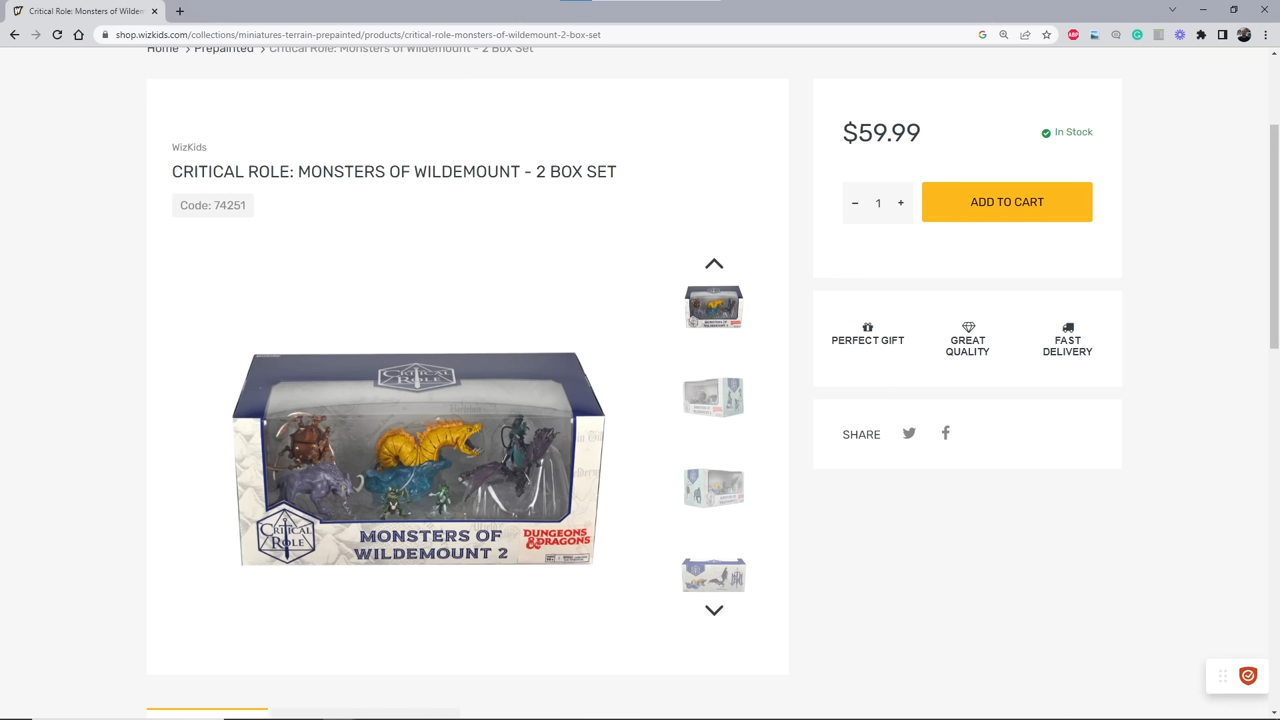 Critical Role: Monsters of Wildem
shop.wizkids.com/collections/miniatures-terrain-prepainted/products/critical-role-monsters-of-wildemount-2-box-set
Home > Prepainted > Critical Role: Monsters of Wildemount - 2 Box Set
WizKids
CRITICAL ROLE: MONSTERS OF WILDEMOUNT - 2 BOX SET
Code: 74251
CRITICAL ROLE
CRITICAL ROLE
MONSTERS OF
WILDEMOUNT 2
DUNGEONS
& DRAGONS
$59.99
In Stock
- 1 +
ADD TO CART
PERFECT GIFT
GREAT
QUALITY
FAST
DELIVERY
SHARE